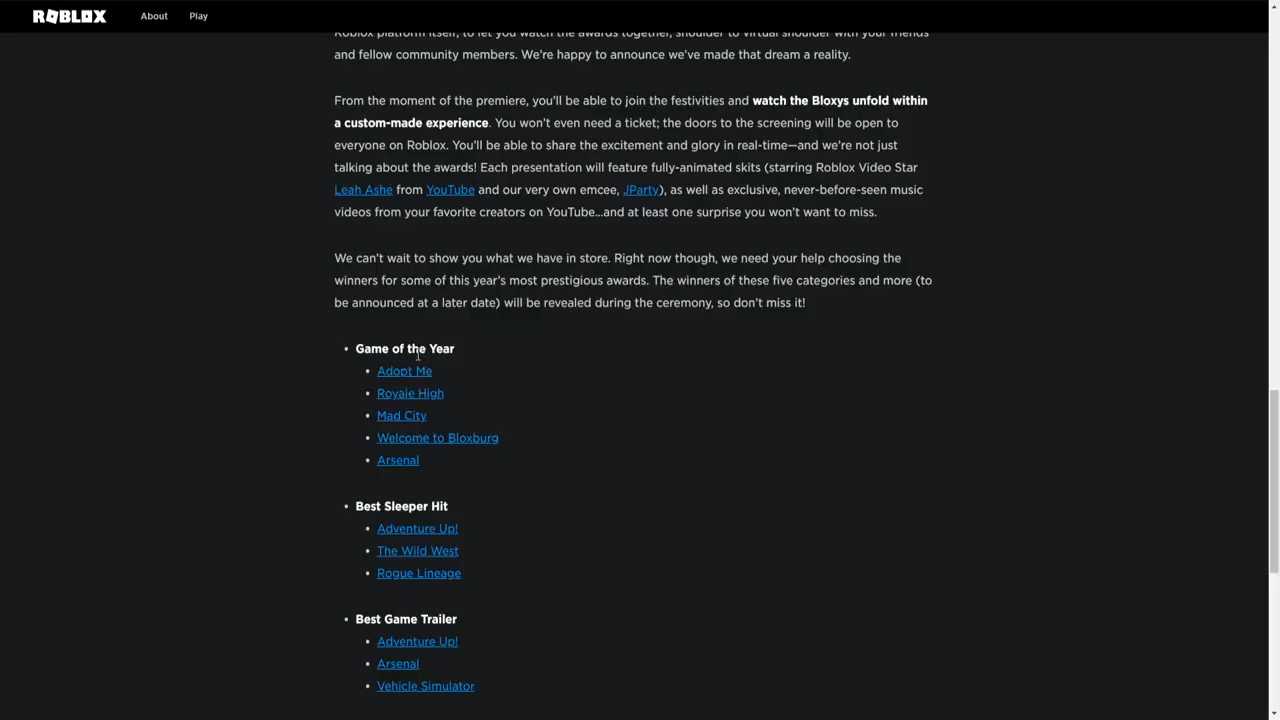 ROBLOX About Play
Roblox platform itself, to let you watch the awards together, shoulder to virtual shoulder with your friends
and fellow community members. We're happy to announce we've made that dream a reality.
From the moment of the premiere, you'll be able to join the festivities and watch the Bloxys unfold within
a custom-made experience. You won't even need a ticket; the doors to the screening will be open to
everyone on Roblox. You'll be able to share the excitement and glory in real-time—and we're not just
talking about the awards! Each presentation will feature fully-animated skits (starring Roblox Video Star
Leah Ashe from YouTube and our very own emcee, JParty), as well as exclusive, never-before-seen music
videos from your favorite creators on YouTube...and at least one surprise you won't want to miss.
We can't wait to show you what we have in store. Right now though, we need your help choosing the
winners for some of this year's most prestigious awards. The winners of these five categories and more (to
be announced at a later date) will be revealed during the ceremony, so don't miss it!
• Game of the Year
• Adopt Me
• Royale High
• Mad City
• Welcome to Bloxburg
• Arsenal
• Best Sleeper Hit
• Adventure Up!
• The Wild West
• Rogue Lineage
• Best Game Trailer
• Adventure Up!
• Arsenal
• Vehicle Simulator